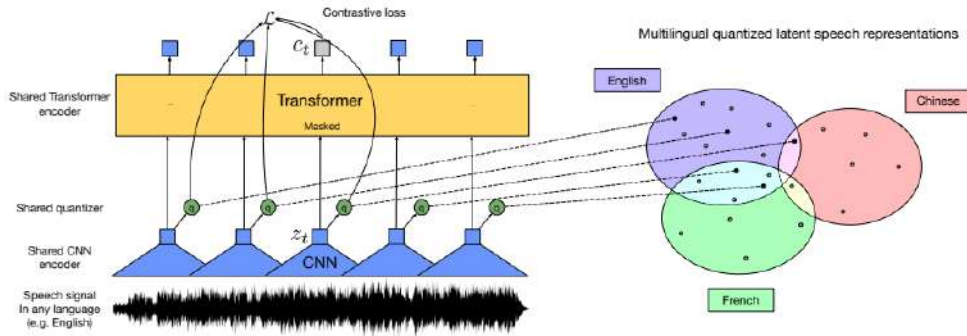 Contrastive loss
ℒ
c_t
Multilingual quantized latent speech representations
English
Chinese
Shared Transformer
encoder
Transformer
Masked
Shared quantizer
q
q
q
q
q
z_t
Shared CNN
encoder
CNN
Speech signal
In any language
(e.g. English)
French